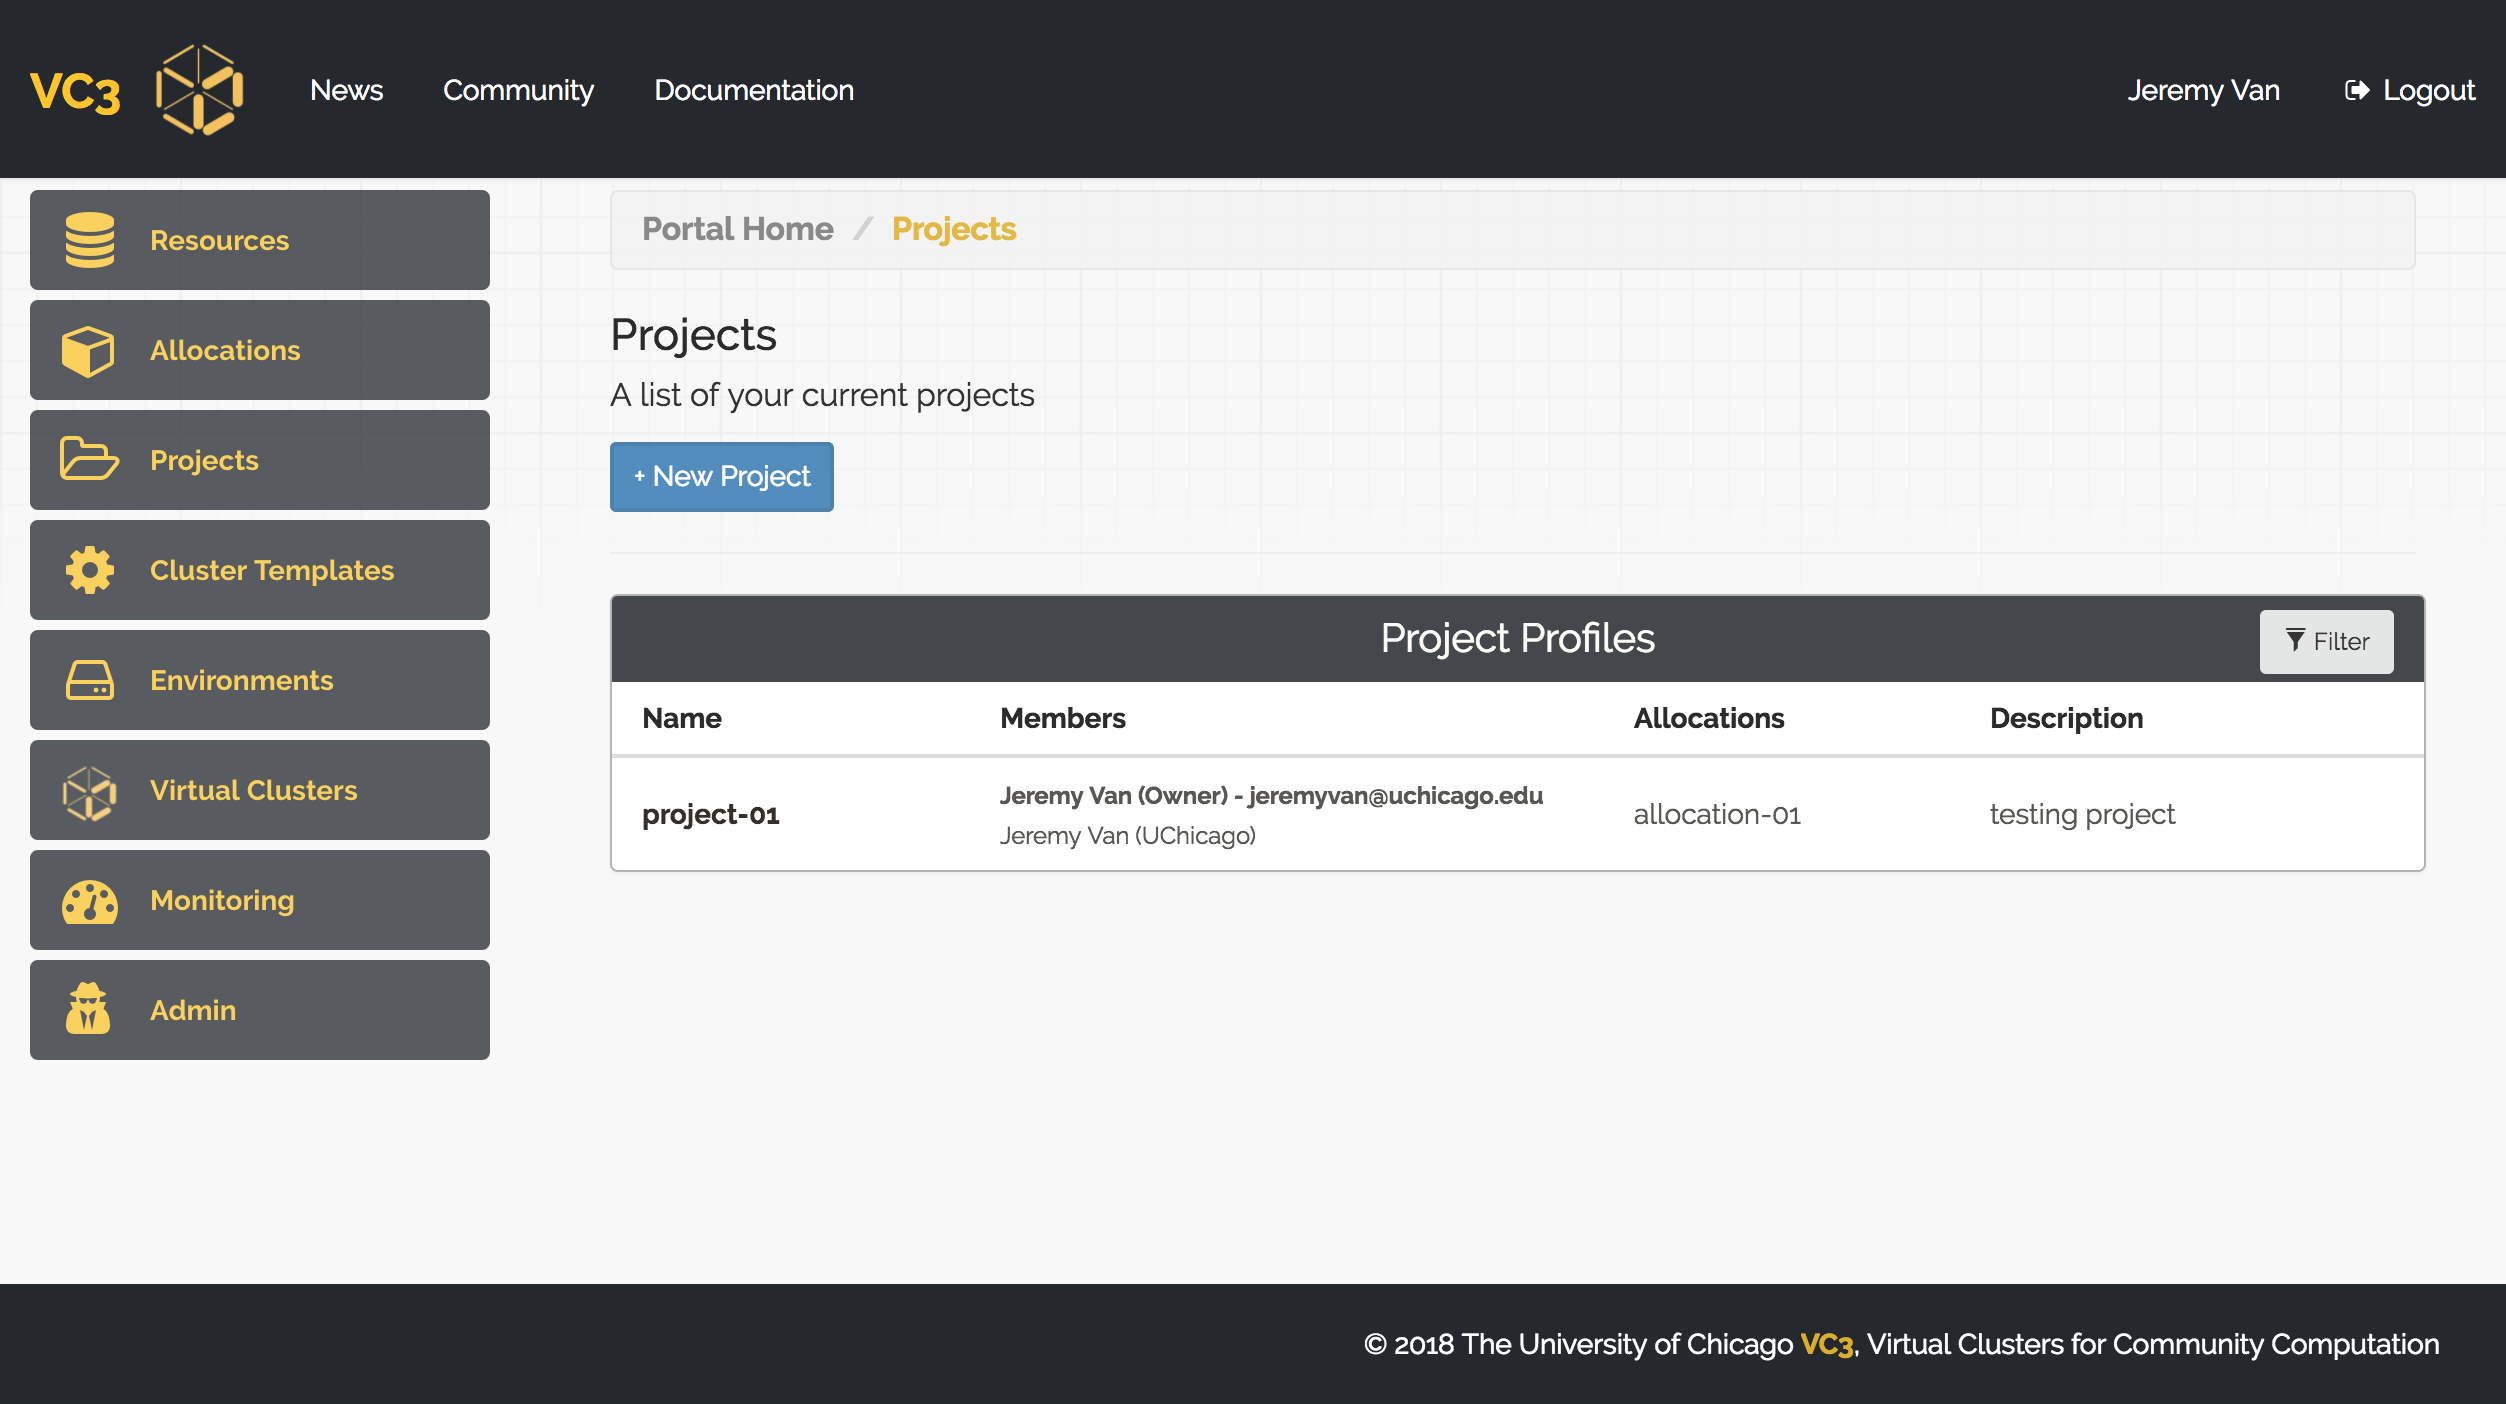 VC3
News
Community
Documentation
Jeremy Van
Logout
Resources
Allocations
Projects
Cluster Templates
Environments
Virtual Clusters
Monitoring
Admin
Portal Home / Projects
Projects
A list of your current projects
+ New Project
Project Profiles
Filter
Name Members Allocations Description
project-01
Jeremy Van (Owner) - jeremyvan@uchicago.edu
Jeremy Van (UChicago)
allocation-01
testing project
© 2018 The University of Chicago VC3, Virtual Clusters for Community Computation